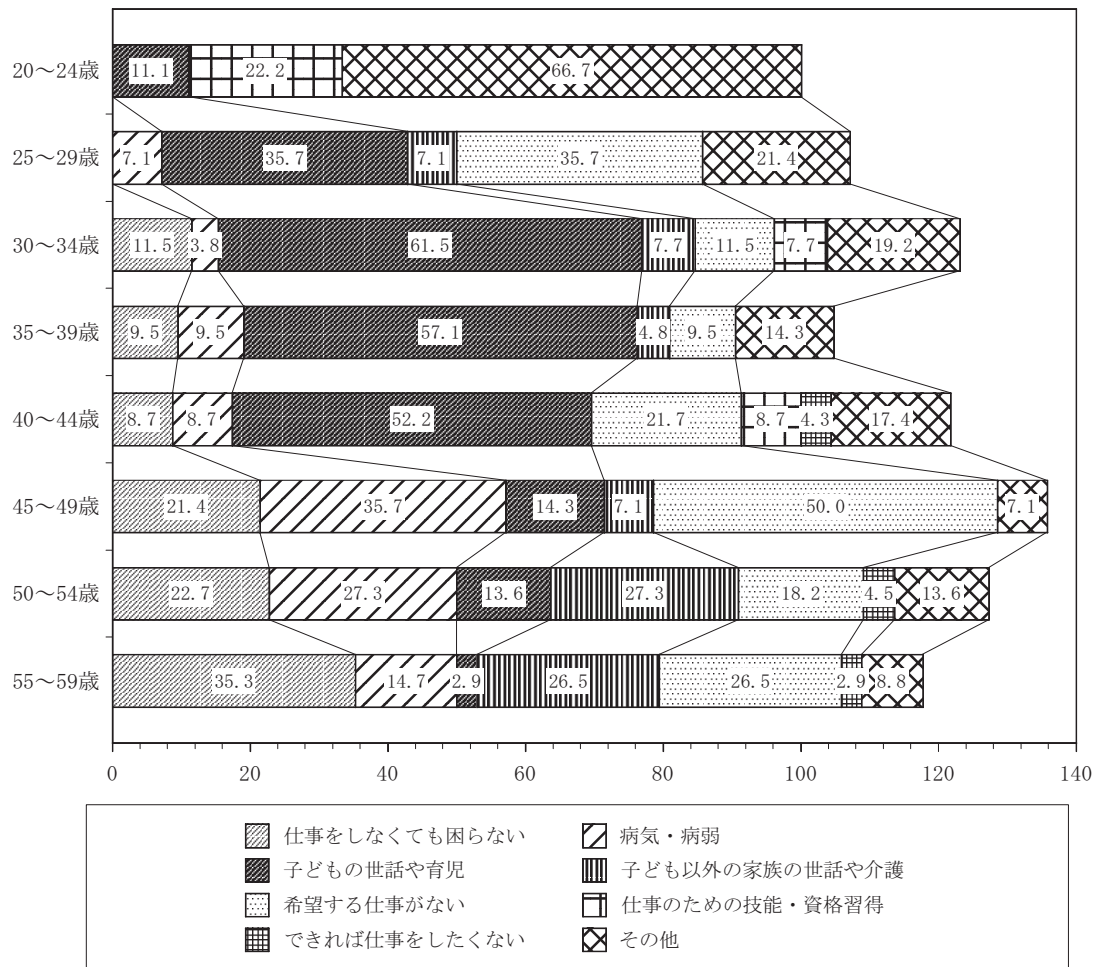 20～24歳 11.1 22.2 66.7
25～29歳 7.1 35.7 7.1 35.7 21.4
30～34歳 11.5 3.8 61.5 7.7 11.5 7.7 19.2
35～39歳 9.5 9.5 57.1 4.8 9.5 14.3
40～44歳 8.7 8.7 52.2 21.7 8.7 4.3 17.4
45～49歳 21.4 35.7 14.3 7.1 50.0 7.1
50～54歳 22.7 27.3 13.6 27.3 18.2 4.5 13.6
55～59歳 35.3 14.7 2.9 26.5 26.5 2.9 8.8
0 20 40 60 80 100 120 140
仕事をしなくても困らない 病気・病弱
子どもの世話や育児 子ども以外の家族の世話や介護
希望する仕事がない 仕事のための技能・資格習得
できれば仕事をしたくない その他